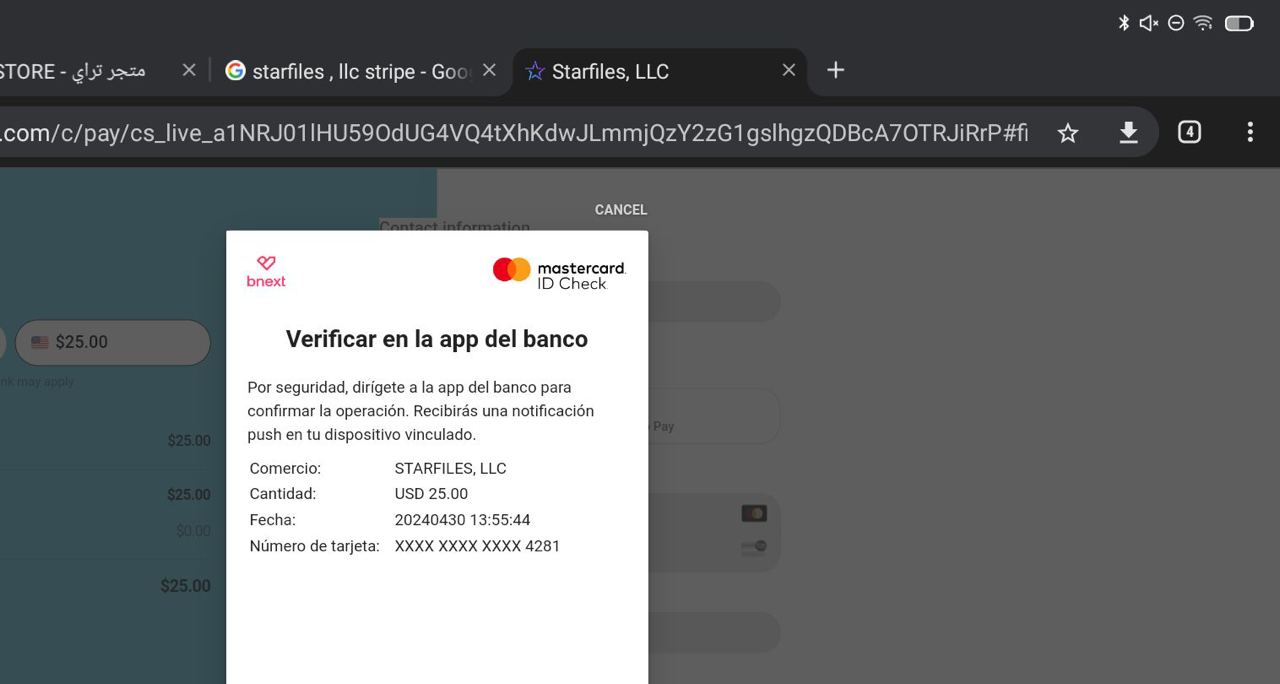 STORE - متجر تراي
starfiles , llc stripe - Goo
Starfiles, LLC
.com/c/pay/cs_live_a1NRJ01lHU59OdUG4VQ4tXhKdwJLmmjQzY2zG1gslhgzQDBcA7OTRJiRrP#fi
4
CANCEL
Contact information
bnext
mastercard.
ID Check
Verificar en la app del banco
$25.00
nk may apply
Por seguridad, dirígete a la app del banco para
confirmar la operación. Recibirás una notificación
push en tu dispositivo vinculado.
Pay
$25.00
Comercio: STARFILES, LLC
Cantidad: USD 25.00
$25.00
Fecha: 20240430 13:55:44
$0.00
Número de tarjeta: XXXX XXXX XXXX 4281
$25.00